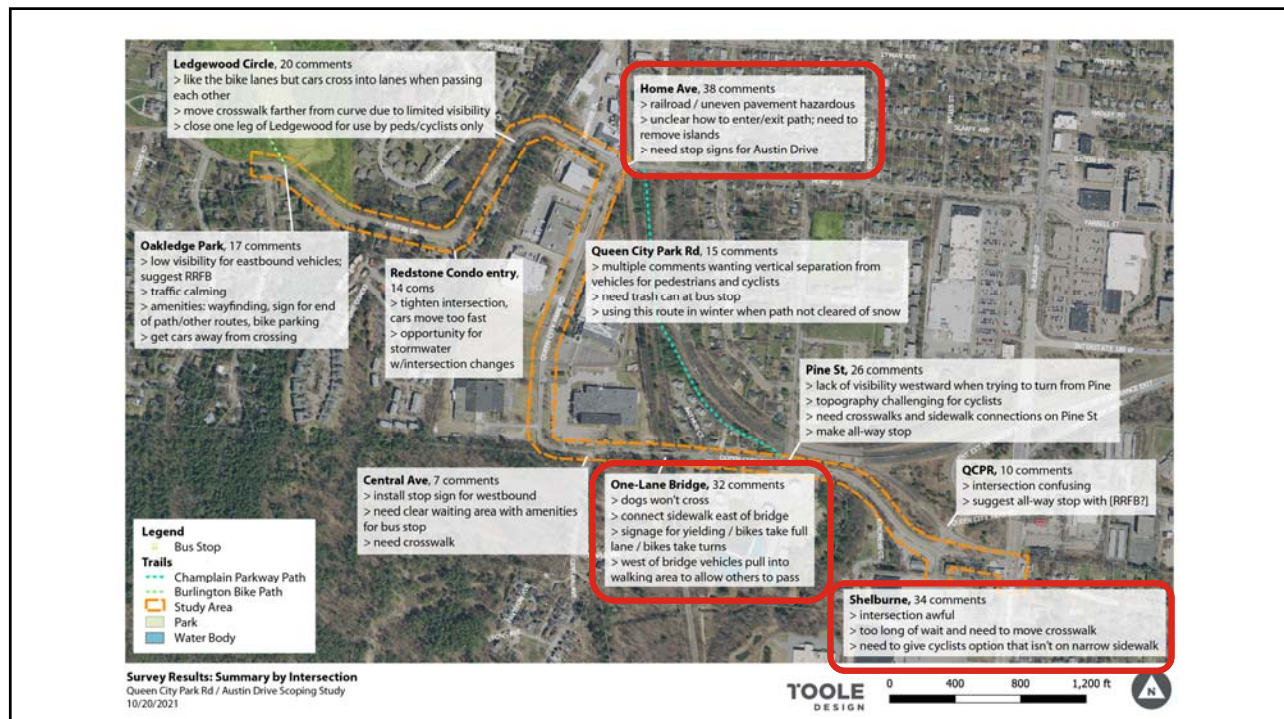 Ledgewood Circle, 20 comments
> like the bike lanes but cars cross into lanes when passing
each other
> move crosswalk farther from curve due to limited visibility
> close one leg of Ledgewood for use by peds/cyclists only
Home Ave, 38 comments
> railroad / uneven pavement hazardous
> unclear how to enter/exit path; need to
remove islands
> need stop signs for Austin Drive
HOME AVE
Oakledge Park, 17 comments
> low visibility for eastbound vehicles;
suggest RRFB
> traffic calming
> amenities: wayfinding, sign for end
of path/other routes, bike parking
> get cars away from crossing
AUSTIN DR
Redstone Condo entry,
14 coms
> tighten intersection,
cars move too fast
> opportunity for
stormwater
w/intersection changes
Queen City Park Rd, 15 comments
> multiple comments wanting vertical separation from
vehicles for pedestrians and cyclists
> need trash can at bus stop
> using this route in winter when path not cleared of snow
Pine St, 26 comments
> lack of visibility westward when trying to turn from Pine
> topography challenging for cyclists
> need crosswalks and sidewalk connections on Pine St
> make all-way stop
Central Ave, 7 comments
> install stop sign for westbound
> need clear waiting area with amenities
for bus stop
> need crosswalk
One-Lane Bridge, 32 comments
> dogs won't cross
> connect sidewalk east of bridge
> signage for yielding / bikes take full
lane / bikes take turns
> west of bridge vehicles pull into
walking area to allow others to pass
QCPR, 10 comments
> intersection confusing
> suggest all-way stop with [RRFB?]
Shelburne, 34 comments
> intersection awful
> too long of wait and need to move crosswalk
> need to give cyclists option that isn't on narrow sidewalk
Legend
Bus Stop
Trails
Champlain Parkway Path
Burlington Bike Path
Study Area
Park
Water Body
Survey Results: Summary by Intersection
Queen City Park Rd / Austin Drive Scoping Study
10/20/2021
TOOLE
DESIGN
0 400 800 1,200 ft
N